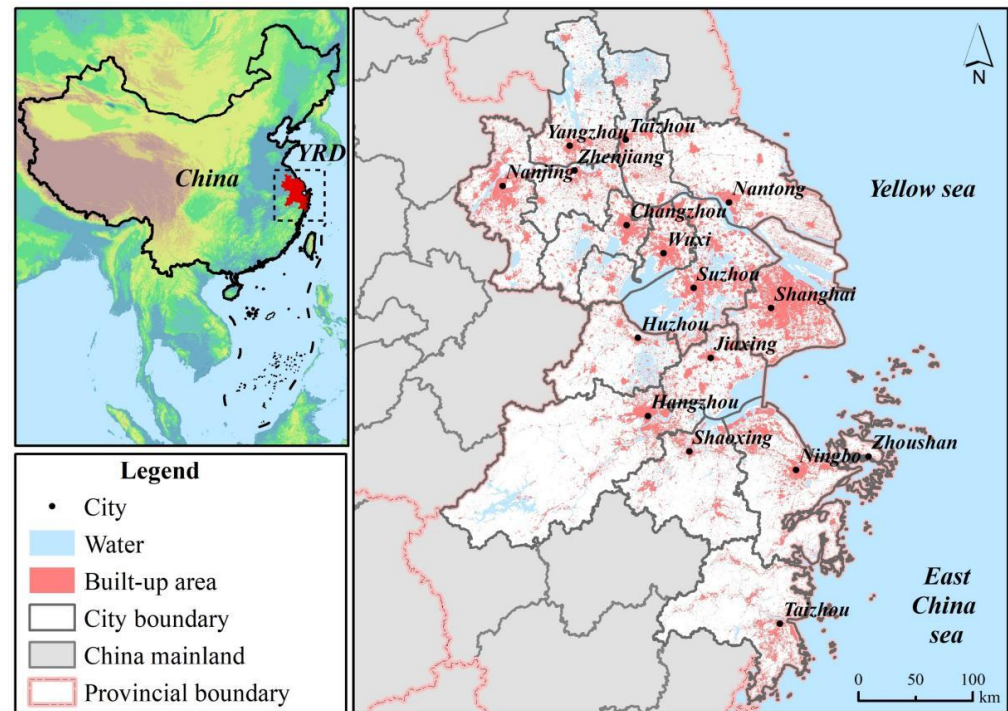 China
YRD
Legend
City
Water
Built-up area
City boundary
China mainland
Provincial boundary
N
Yangzhou
Taizhou
Zhenjiang
Nanjing
Nantong
Yellow sea
Changzhou
Wuxi
Suzhou
Shanghai
Huzhou
Jiaxing
Hangzhou
Shaoxing
Zhoushan
Ningbo
East
China
sea
Taizhou
0 50 100
km